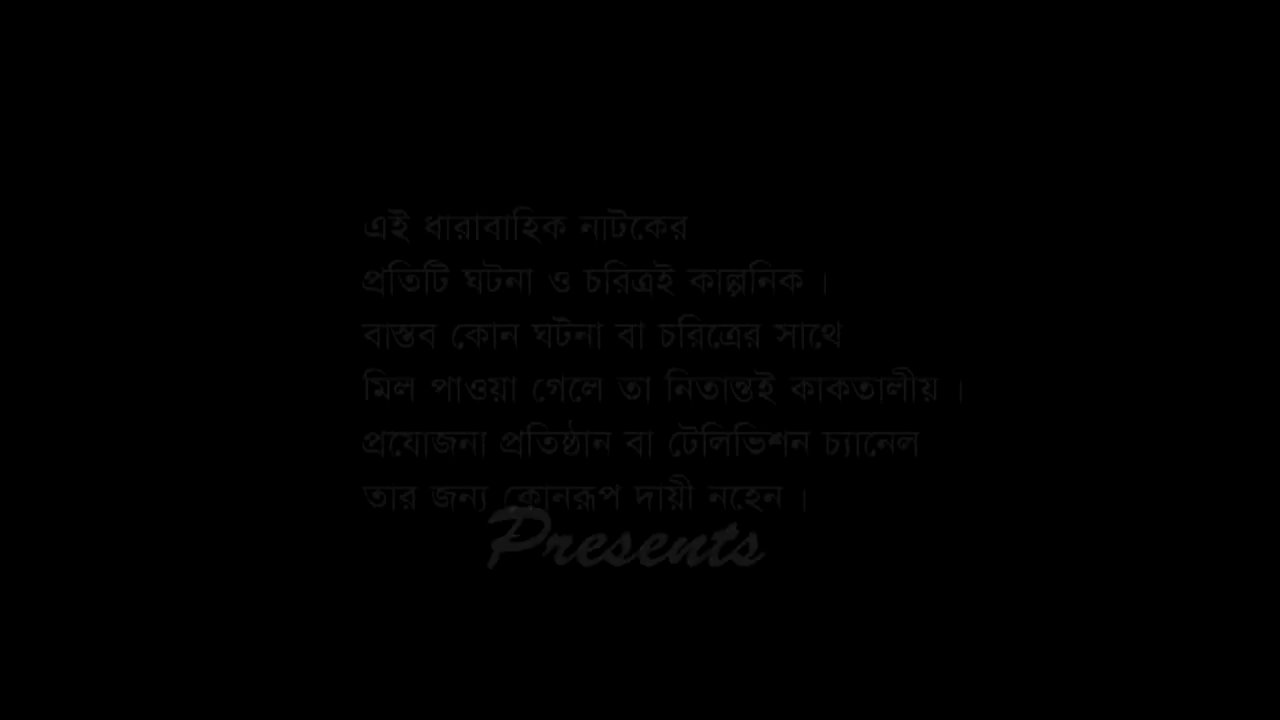 এই ধারাবাহিক নাটকের
প্রতিটি ঘটনা ও চরিত্রই কাল্পনিক ।
বাস্তব কোন ঘটনা বা চরিত্রের সাথে
মিল পাওয়া গেলে তা নিতান্তই কাকতালীয় ।
প্রযোজনা প্রতিষ্ঠান বা টেলিভিশন চ্যানেল
তার জন্য কোনরূপ দায়ী নহেন ।
Presents